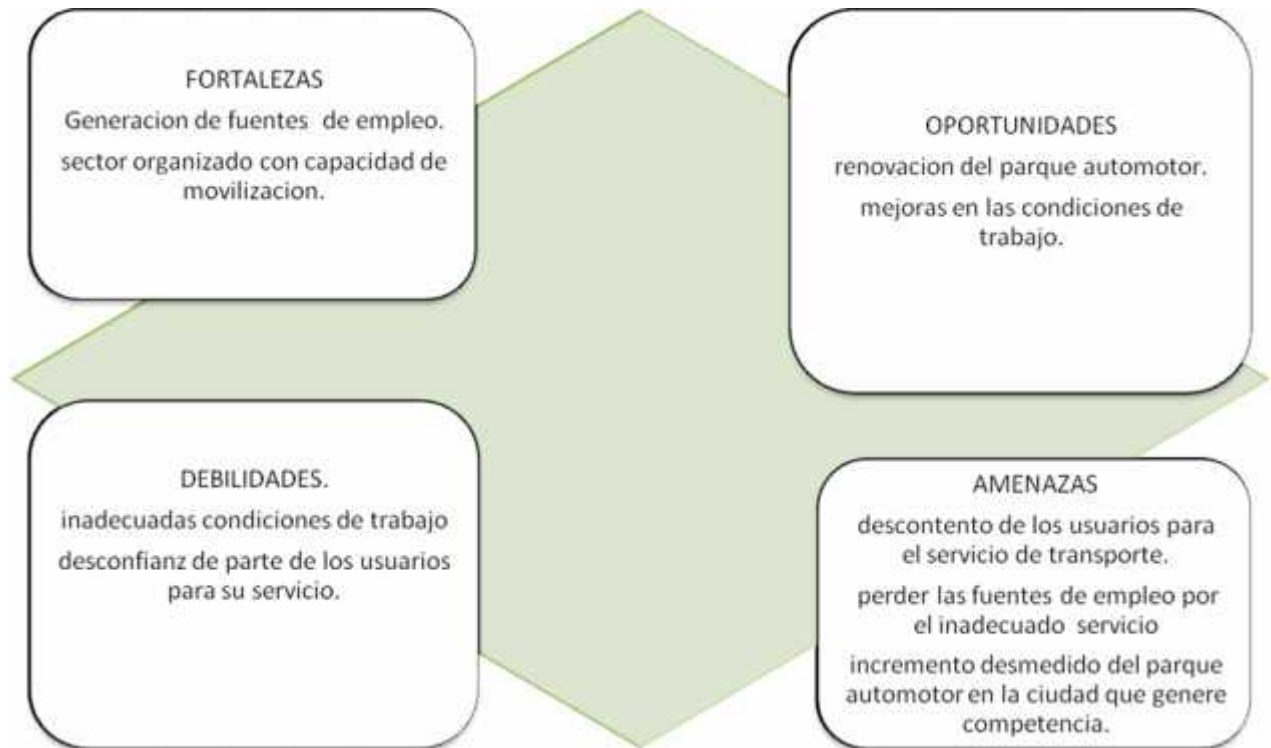 FORTALEZAS
Generacion de fuentes de empleo.
sector organizado con capacidad de
movilizacion.
OPORTUNIDADES
renovacion del parque automotor.
mejoras en las condiciones de
trabajo.
DEBILIDADES.
inadecuadas condiciones de trabajo
desconfianz de parte de los usuarios
para su servicio.
AMENAZAS
descontento de los usuarios para
el servicio de transporte.
perder las fuentes de empleo por
el inadecuado servicio
incremento desmedido del parque
automotor en la ciudad que genere
competencia.